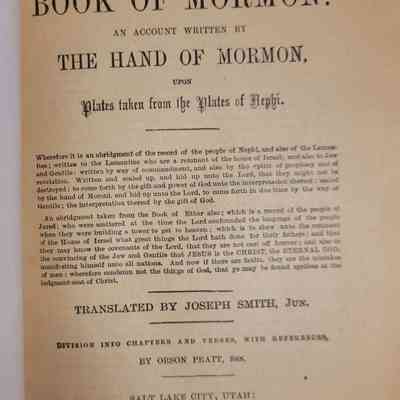 BOOK OF MORMON:
AN ACCOUNT WRITTEN BY
THE HAND OF MORMON,
UPON
Plates taken from the Plates of Nephi.
Wherefore it is an abridgment of the record of the people of Nephi, and also of the Laman-
ites; written to the Lamanites who are a remnant of the house of Israel; and also to Jew
and Gentile: written by way of commandment, and also by the spirit of prophecy and of
revelation. Written and sealed up, and hid up unto the Lord, that they might not be
destroyed; to come forth by the gift and power of God unto the interpretation thereof: sealed
by the hand of Moroni, and hid up unto the Lord, to come forth in due time by the way of
Gentile; the interpretation thereof by the gift of God.
An abridgment taken from the Book of Ether also; which is a record of the people of
Jared; who were scattered at the time the Lord confounded the language of the people
when they were building a tower to get to heaven; which is to shew unto the remnant
of the House of Israel what great things the Lord hath done for their fathers; and that
they may know the covenants of the Lord, that they are not cast off forever; and also to
the convincing of the Jew and Gentile that JESUS is the CHRIST, the ETERNAL GOD,
manifesting himself unto all nations. And now if there are faults, they are the mistakes
of men; wherefore condemn not the things of God, that ye may be found spotless at the
judgment-seat of Christ.
TRANSLATED BY JOSEPH SMITH, JUN.
DIVISION INTO CHAPTERS AND VERSES, WITH REFERENCES,
BY ORSON PRATT, SEN.
SALT LAKE CITY, UTAH: